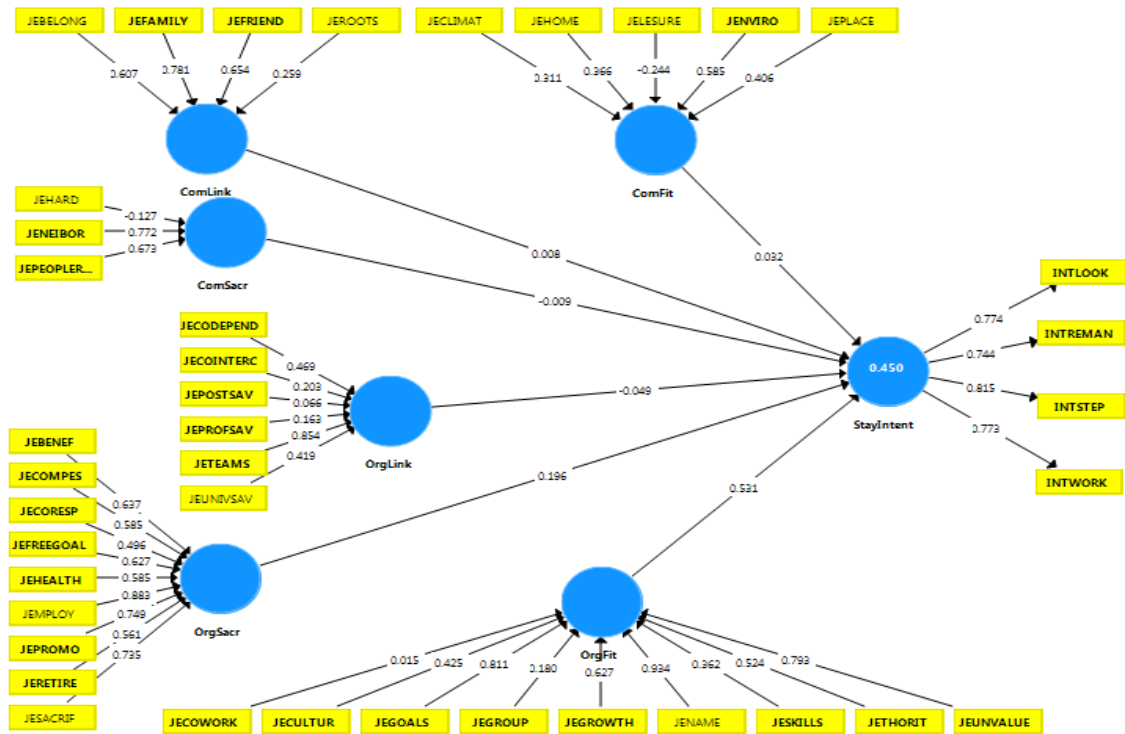 JEBELONG JEFAMILY JEFRIEND JEROOTS JECLIMAT JEHOME JELESURE JENVIRO JEPLACE
0.607 0.781 0.654 0.259 0.311 0.366 -0.244 0.585 0.406
ComLink
ComFit
JEHARD
JENEIBOR
JEPEOPLER...
-0.127
0.772
0.673
ComSacr
0.008
0.032
-0.009
JECODEPEND
JECOINTERC
JEPOSTSAV
JEPROFSAV
JETEAMS
JEUNIVSAV
0.469
0.203
0.066
0.163
0.854
0.419
OrgLink
-0.049
0.450
StayIntent
0.774
0.744
0.815
0.773
INTLOOK
INTREMAN
INTSTEP
INTWORK
JEBENEF
JECOMPES
JECORESP
JEFREEGOAL
JEHEALTH
JEMPLOY
JEPROMO
JERETIRE
JESACRIF
0.637
0.585
0.496
0.627
0.585
0.883
0.749
0.561
0.735
OrgSacr
0.196
0.531
OrgFit
0.015 0.425 0.811 0.180 0.627 0.934 0.362 0.524 0.793
JECOWORK JECULTUR JEGOALS JEGROUP JEGROWTH JENAME JESKILLS JETHORIT JEUNVALUE